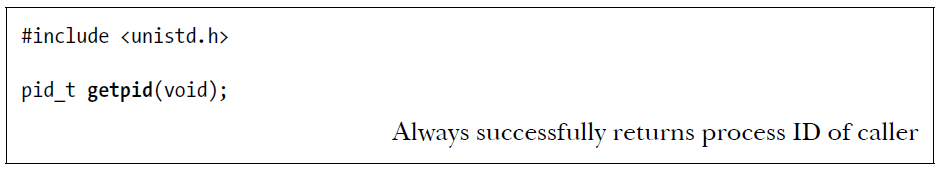 #include <unistd.h>
pid_t getpid(void);
Always successfully returns process ID of caller